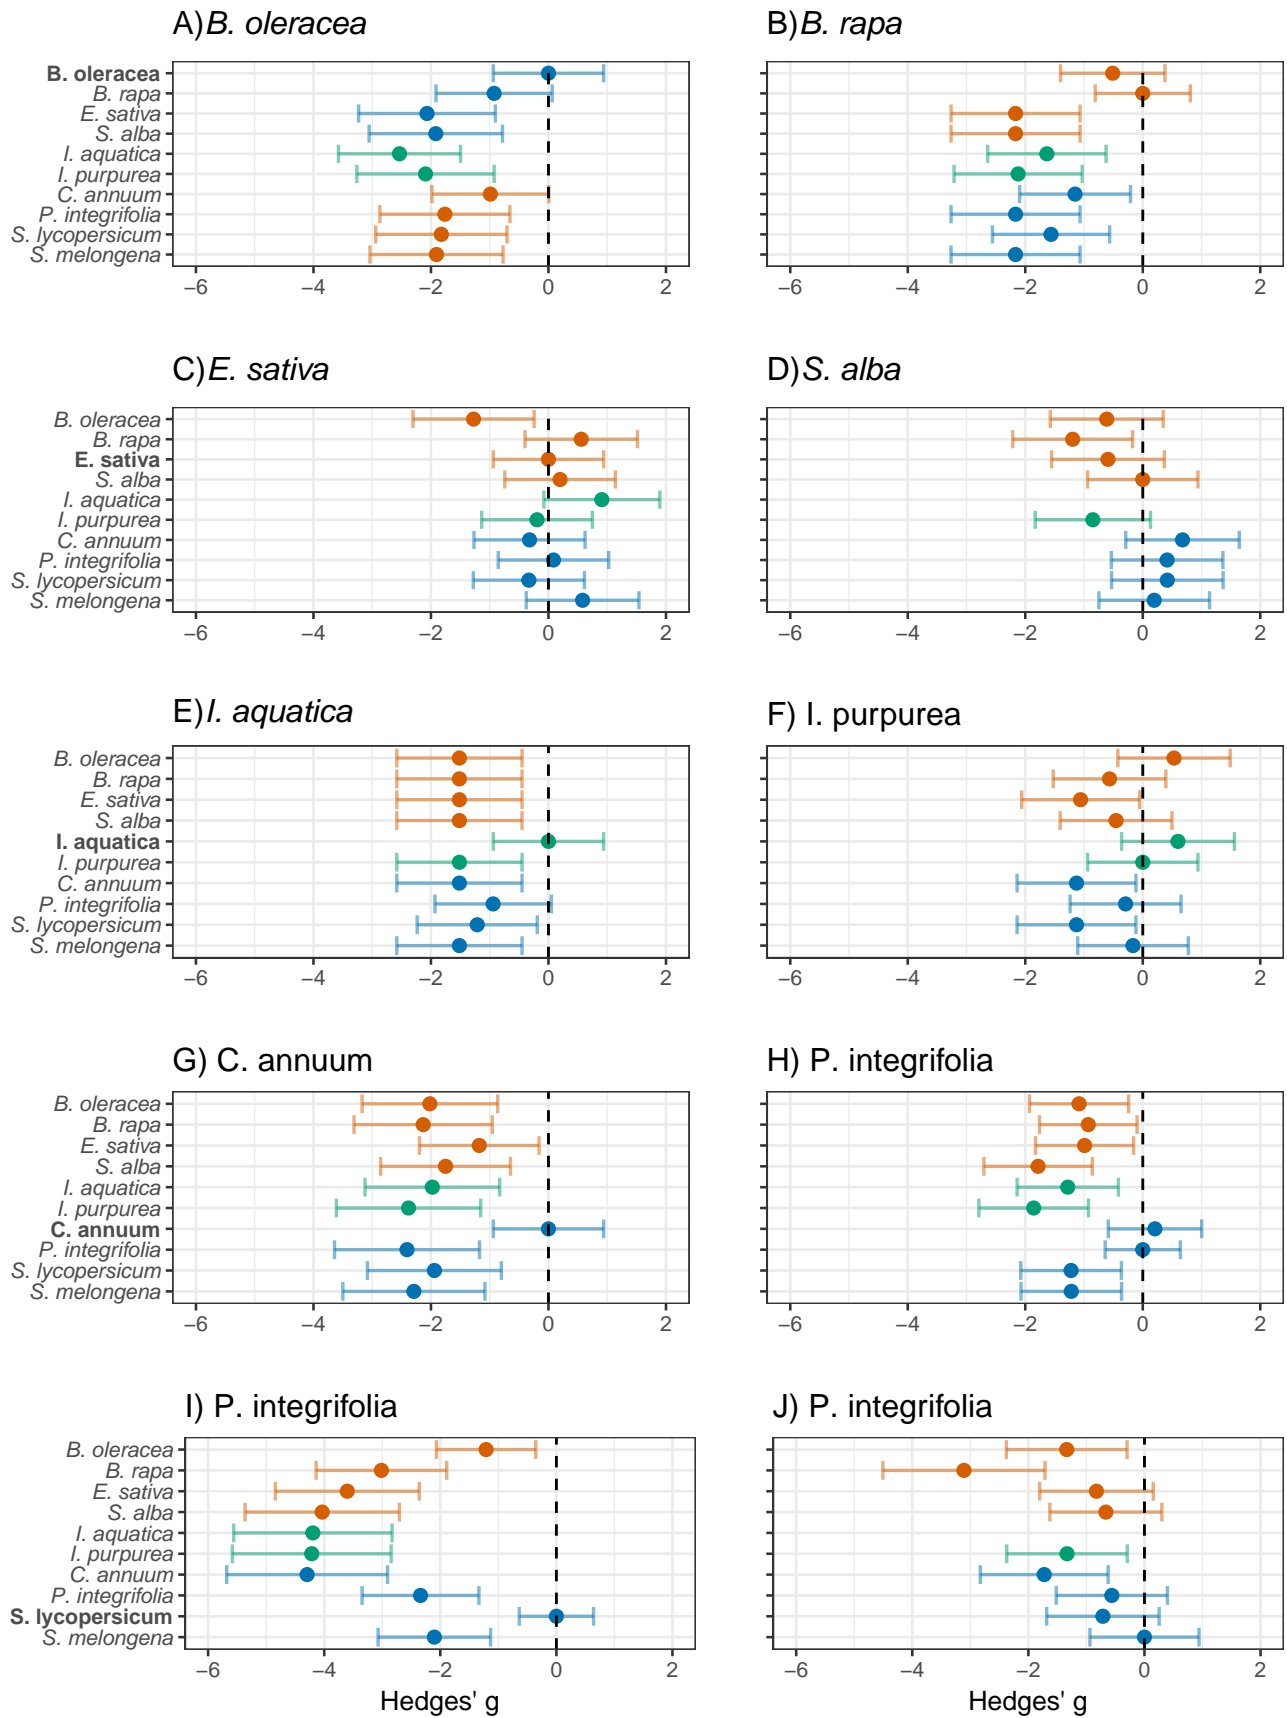 A) B. oleracea
B) B. rapa
B. oleracea
B. rapa
E. sativa
S. alba
I. aquatica
I. purpurea
C. annuum
P. integrifolia
S. lycopersicum
S. melongena
−6 −4 −2 0 2
−6 −4 −2 0 2
C) E. sativa
D) S. alba
B. oleracea
B. rapa
E. sativa
S. alba
I. aquatica
I. purpurea
C. annuum
P. integrifolia
S. lycopersicum
S. melongena
−6 −4 −2 0 2
−6 −4 −2 0 2
E) I. aquatica
F) I. purpurea
B. oleracea
B. rapa
E. sativa
S. alba
I. aquatica
I. purpurea
C. annuum
P. integrifolia
S. lycopersicum
S. melongena
−6 −4 −2 0 2
−6 −4 −2 0 2
G) C. annuum
H) P. integrifolia
B. oleracea
B. rapa
E. sativa
S. alba
I. aquatica
I. purpurea
C. annuum
P. integrifolia
S. lycopersicum
S. melongena
−6 −4 −2 0 2
−6 −4 −2 0 2
I) P. integrifolia
J) P. integrifolia
B. oleracea
B. rapa
E. sativa
S. alba
I. aquatica
I. purpurea
C. annuum
P. integrifolia
S. lycopersicum
S. melongena
−6 −4 −2 0 2
−6 −4 −2 0 2
Hedges' g
Hedges' g